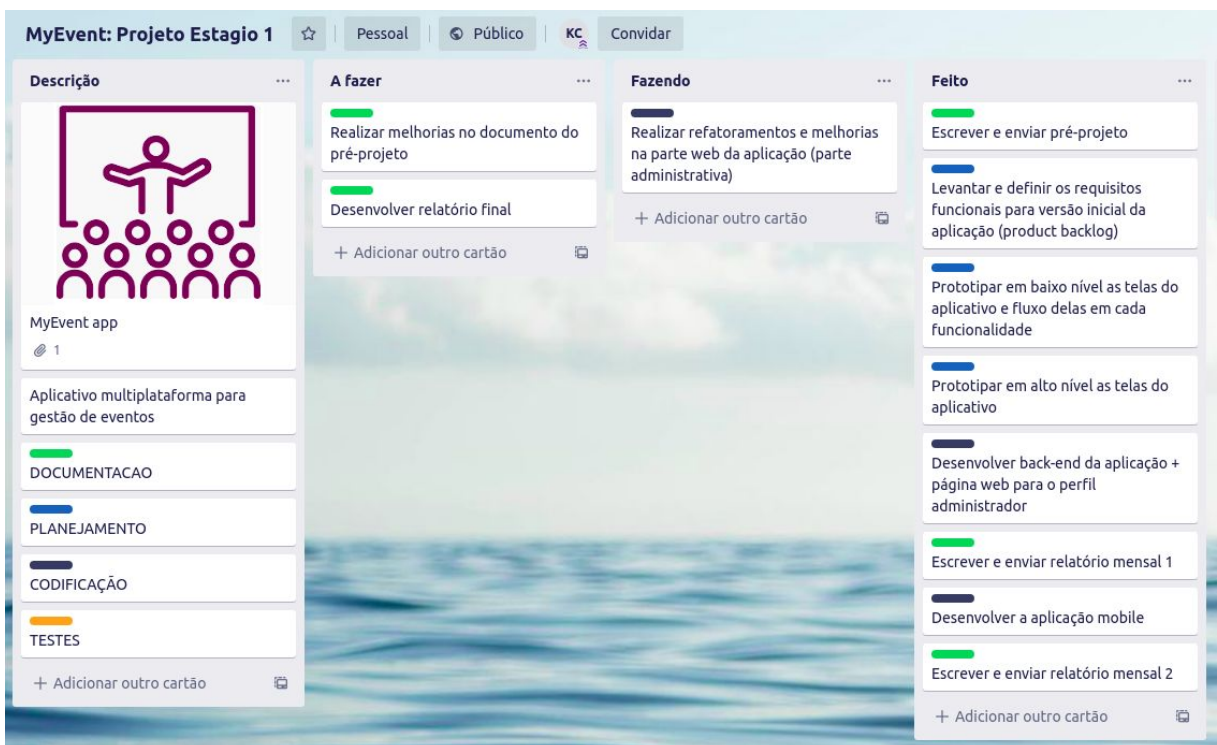 MyEvent: Projeto Estagio 1
Pessoal
Público
KC
Convidar
Descrição
MyEvent app
1
Aplicativo multiplataforma para
gestão de eventos
DOCUMENTACAO
PLANEJAMENTO
CODIFICAÇÃO
TESTES
+ Adicionar outro cartão
A fazer
Realizar melhorias no documento do
pré-projeto
Desenvolver relatório final
+ Adicionar outro cartão
Fazendo
Realizar refatoramentos e melhorias
na parte web da aplicação (parte
administrativa)
+ Adicionar outro cartão
Feito
Escrever e enviar pré-projeto
Levantar e definir os requisitos
funcionais para versão inicial da
aplicação (product backlog)
Prototipar em baixo nível as telas do
aplicativo e fluxo delas em cada
funcionalidade
Prototipar em alto nível as telas do
aplicativo
Desenvolver back-end da aplicação +
página web para o perfil
administrador
Escrever e enviar relatório mensal 1
Desenvolver a aplicação mobile
Escrever e enviar relatório mensal 2
+ Adicionar outro cartão